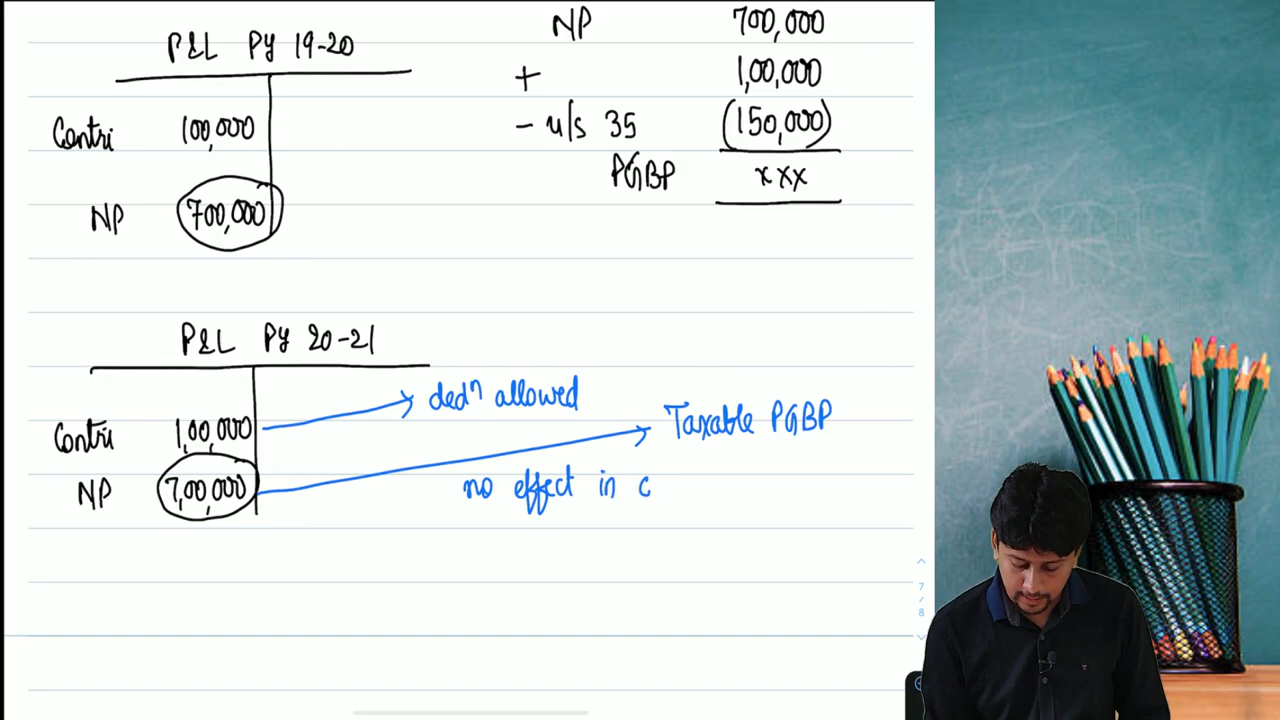 P&L PY 19-20
Contri 100,000
NP 700,000
NP 700,000
+ 1,00,000
- u/s 35 (150,000)
PGBP xxx
P&L PY 20-21
Contri 1,00,000
NP 7,00,000
dedn allowed
Taxable PGBP
no effect in c
7
/
8